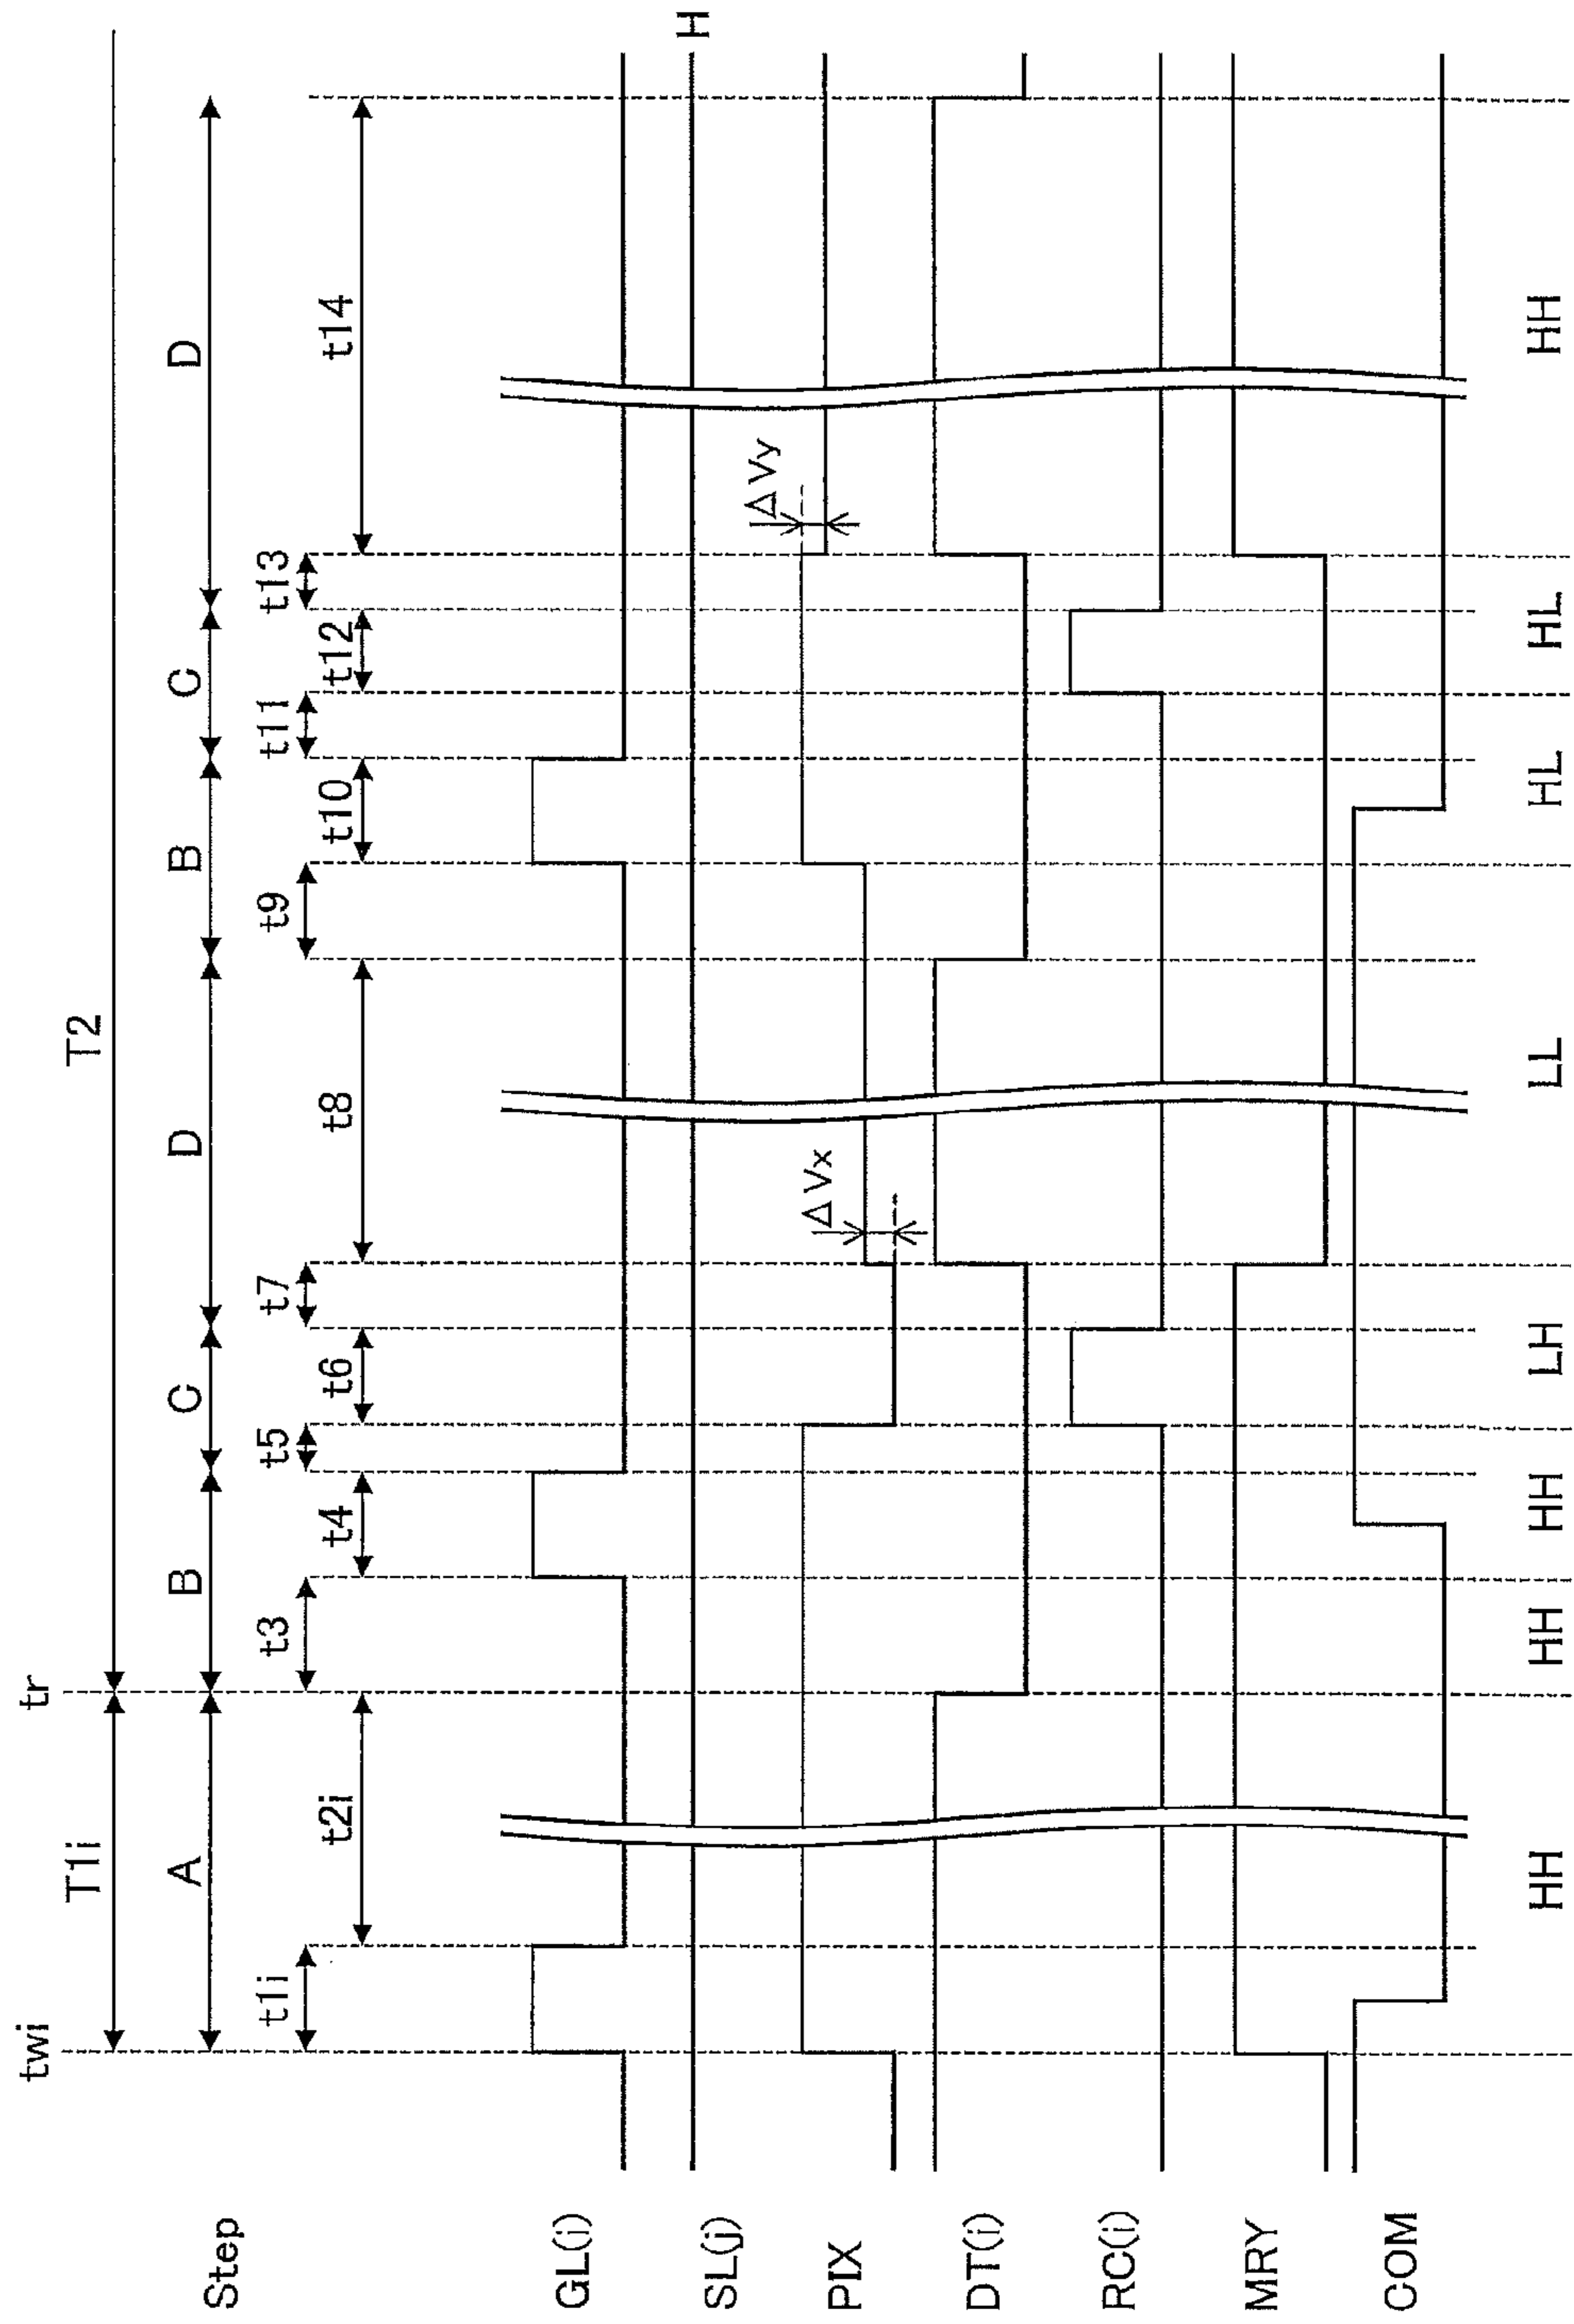 twi tr
T1i T2
Step A B C D B C D
t1i t3 t5 t7 t9 t11 t13
t2i t4 t6 t8 t10 t12 t14
GL(i)
SL(j) H
PIX ΔVx ΔVy
DT(i)
RC(i)
MRY
COM
HH HH HH LH LL HL HL HH